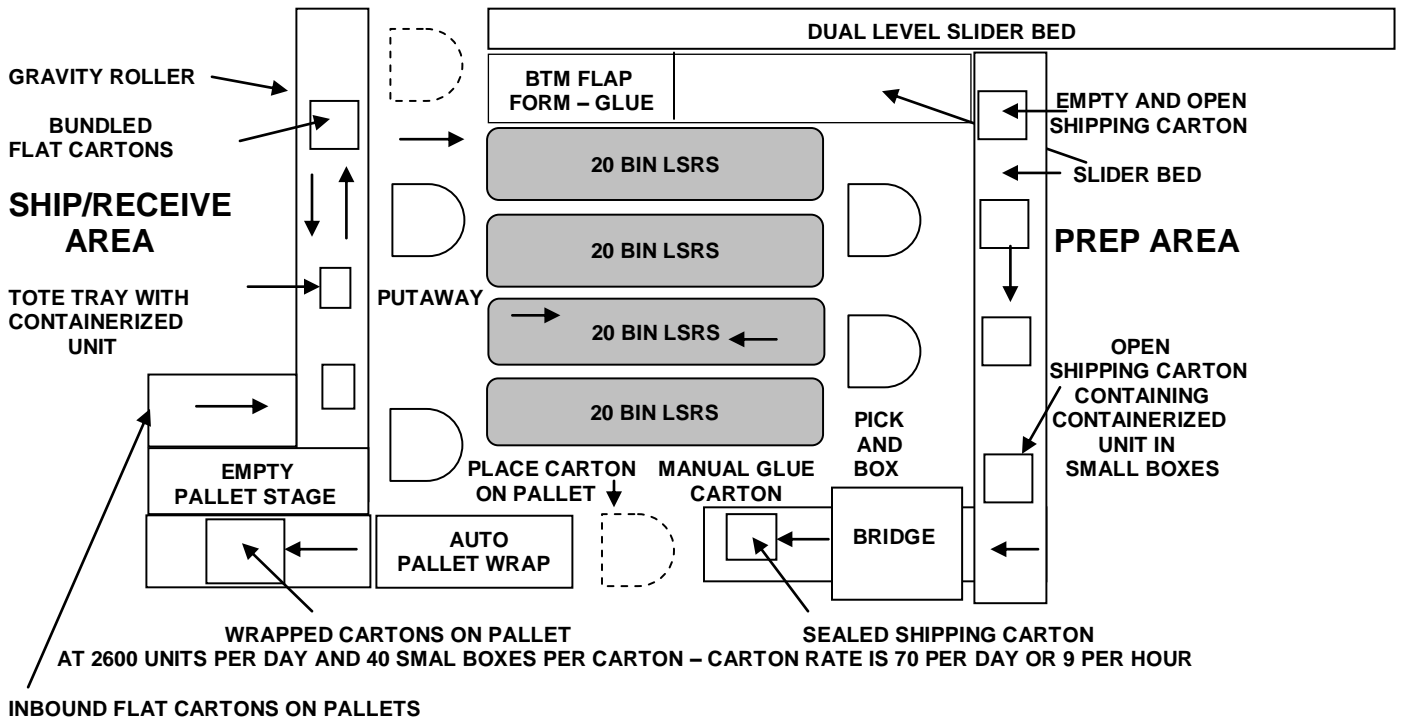 DUAL LEVEL SLIDER BED
GRAVITY ROLLER
BTM FLAP
FORM – GLUE
EMPTY AND OPEN
SHIPPING CARTON
BUNDLED
FLAT CARTONS
20 BIN LSRS
SLIDER BED
SHIP/RECEIVE
AREA
20 BIN LSRS
PREP AREA
TOTE TRAY WITH
CONTAINERIZED
UNIT
PUTAWAY
20 BIN LSRS
OPEN
SHIPPING CARTON
CONTAINING
CONTAINERIZED
UNIT IN
SMALL BOXES
20 BIN LSRS
PICK
AND
BOX
EMPTY
PALLET STAGE
PLACE CARTON
ON PALLET
MANUAL GLUE
CARTON
AUTO
PALLET WRAP
BRIDGE
WRAPPED CARTONS ON PALLET
SEALED SHIPPING CARTON
AT 2600 UNITS PER DAY AND 40 SMAL BOXES PER CARTON – CARTON RATE IS 70 PER DAY OR 9 PER HOUR
INBOUND FLAT CARTONS ON PALLETS